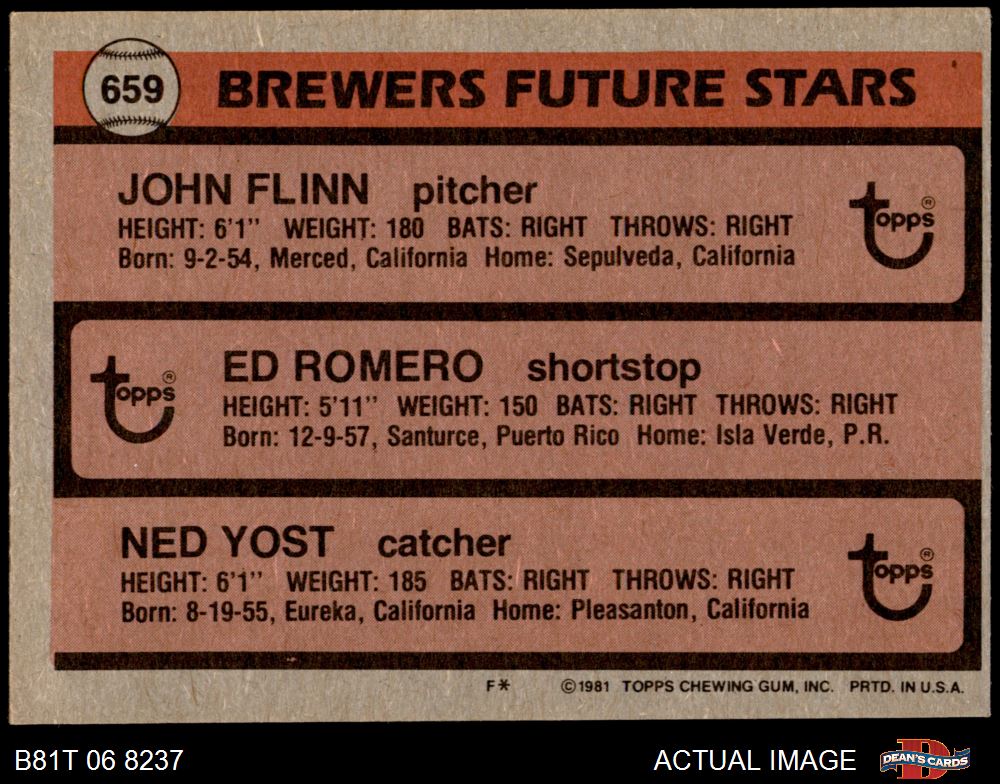 659 BREWERS FUTURE STARS
JOHN FLINN pitcher
HEIGHT: 6'1" WEIGHT: 180 BATS: RIGHT THROWS: RIGHT
Born: 9-2-54, Merced, California Home: Sepulveda, California
topps®
ED ROMERO shortstop
HEIGHT: 5'11" WEIGHT: 150 BATS: RIGHT THROWS: RIGHT
Born: 12-9-57, Santurce, Puerto Rico Home: Isla Verde, P.R.
topps®
NED YOST catcher
HEIGHT: 6'1" WEIGHT: 185 BATS: RIGHT THROWS: RIGHT
Born: 8-19-55, Eureka, California Home: Pleasanton, California
topps®
F* ©1981 TOPPS CHEWING GUM, INC. PRTD. IN U.S.A.
B81T 06 8237 ACTUAL IMAGE D DEAN'S CARDS